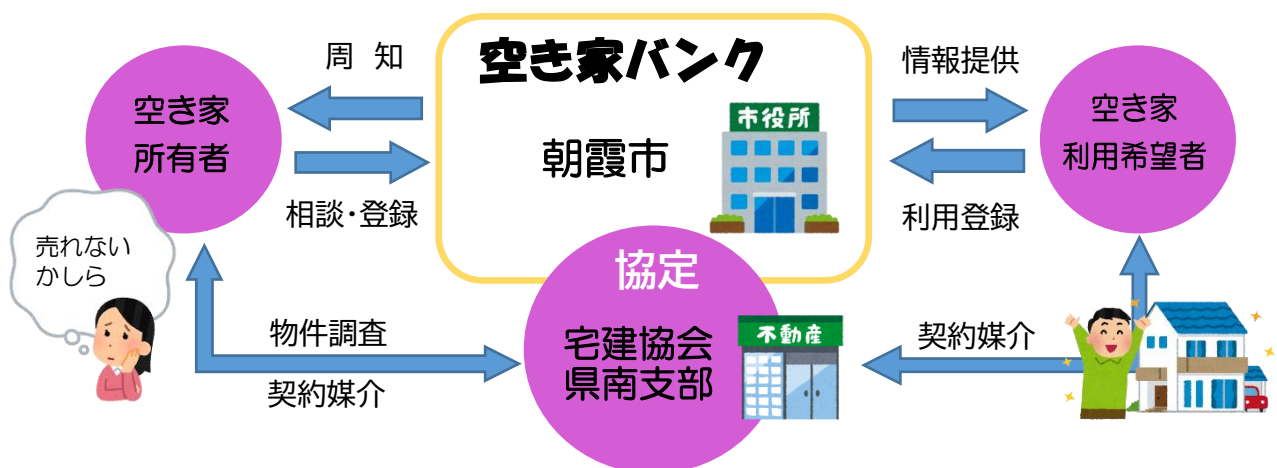 空き家バンク
朝霞市
市役所
周 知
相談・登録
空き家
所有者
売れない
かしら
情報提供
利用登録
空き家
利用希望者
協定
宅建協会
県南支部
不動産
物件調査
契約媒介
契約媒介